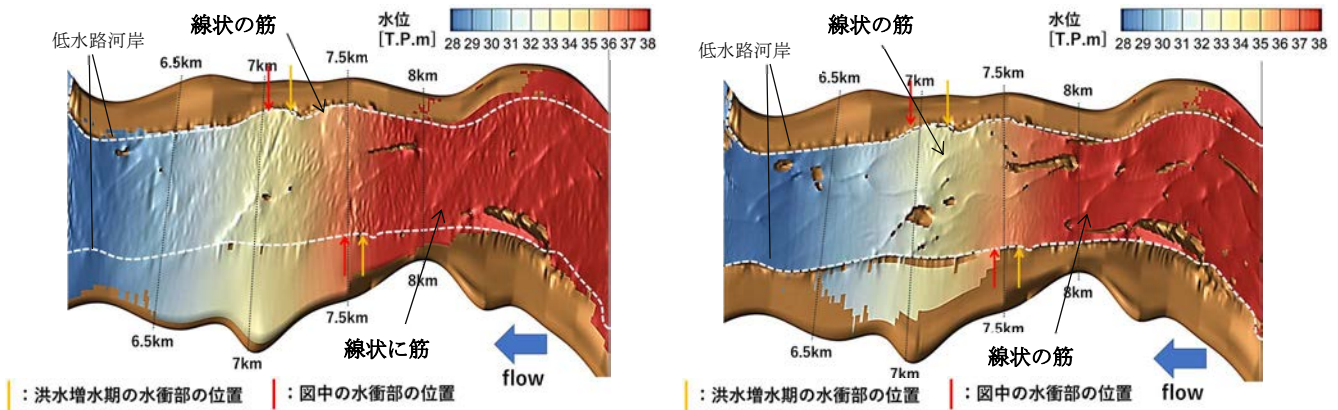 線状の筋
水位
[T.P.m]
28 29 30 31 32 33 34 35 36 37 38
低水路河岸
6.5km
7km
7.5km
8km
6.5km
7km
7.5km
8km
線状に筋
flow
：洪水増水期の水衝部の位置
：図中の水衝部の位置
線状の筋
水位
[T.P.m]
28 29 30 31 32 33 34 35 36 37 38
低水路河岸
6.5km
7km
7.5km
8km
6.5km
7km
7.5km
8km
線状の筋
flow
：洪水増水期の水衝部の位置
：図中の水衝部の位置